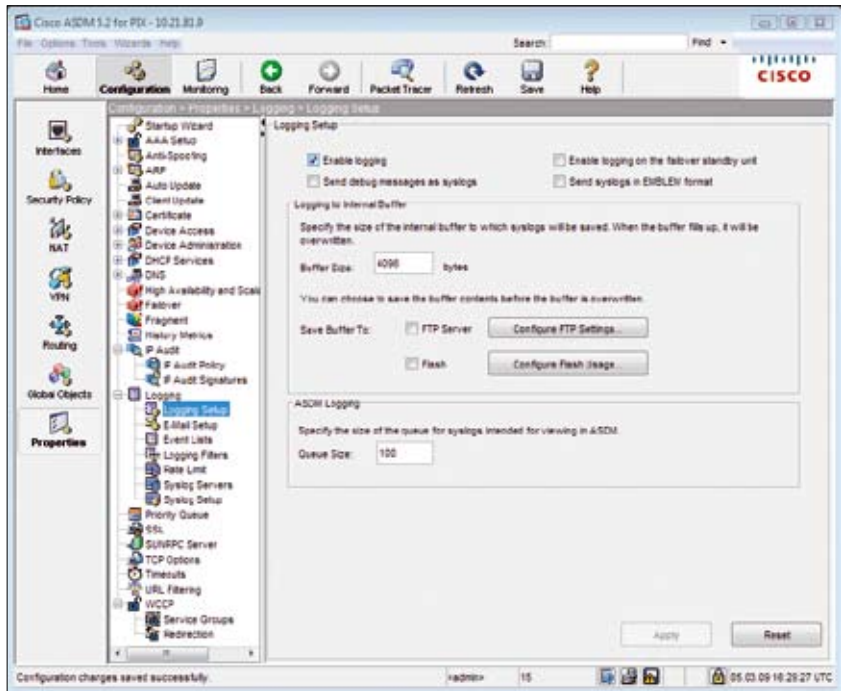 Cisco ASDM 5.2 for PIX - 10.21.81.9
File Options Tools Wizards Help
Search:
Find
Home
Configuration
Monitoring
Back
Forward
Packet Tracer
Refresh
Save
Help
CISCO
Configuration > Properties > Logging > Logging Setup
Interfaces
Security Policy
NAT
VPN
Routing
Global Objects
Properties
Startup Wizard
AAA Setup
Anti-Spoofing
ARP
Auto Update
Client Update
Certificate
Device Access
Device Administration
DHCP Services
DNS
High Availability and Scala
Failover
Fragment
History Metrics
IP Audit
IP Audit Policy
IP Audit Signatures
Logging
Logging Setup
E-Mail Setup
Event Lists
Logging Filters
Rate Limit
Syslog Servers
Syslog Setup
Priority Queue
SSL
SUNRPC Server
TCP Options
Timeouts
URL Filtering
WCCP
Service Groups
Redirection
Logging Setup
Enable logging
Enable logging on the failover standby unit
Send debug messages as syslogs
Send syslogs in EMBLEM format
Logging to Internal Buffer
Specify the size of the internal buffer to which syslogs will be saved. When the buffer fills up, it will be
overwritten.
Buffer Size: 4096 bytes
You can choose to save the buffer contents before the buffer is overwritten.
Save Buffer To: FTP Server Configure FTP Settings...
Flash Configure Flash Usage...
ASDM Logging
Specify the size of the queue for syslogs intended for viewing in ASDM.
Queue Size: 100
Apply
Reset
Configuration changes saved successfully.
<admin>
15
05.03.09 16:29:27 UTC